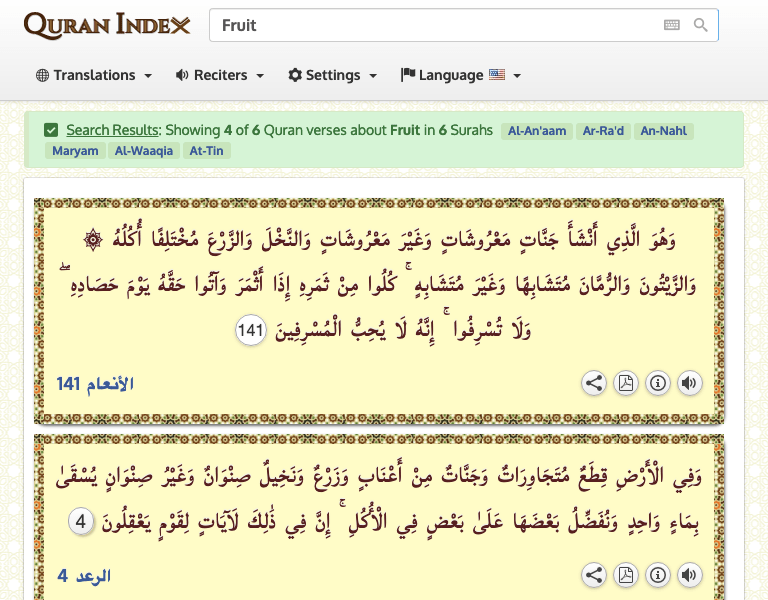 QURAN INDEX
Fruit
Translations Reciters Settings Language
Search Results: Showing 4 of 6 Quran verses about Fruit in 6 Surahs Al-An'aam Ar-Ra'd An-Nahl
Maryam Al-Waaqia At-Tin
وَهُوَ الَّذِي أَنْشَأَ جَنَّاتٍ مَعْرُوشَاتٍ وَغَيْرَ مَعْرُوشَاتٍ وَالنَّخْلَ وَالزَّرْعَ مُخْتَلِفًا أُكُلُهُ ۞
وَالزَّيْتُونَ وَالرُّمَّانَ مُتَشَابِهًا وَغَيْرَ مُتَشَابِهٍ ۚ كُلُوا مِنْ ثَمَرِهِ إِذَا أَثْمَرَ وَآتُوا حَقَّهُ يَوْمَ حَصَادِهِ ۖ
وَلَا تُسْرِفُوا ۚ إِنَّهُ لَا يُحِبُّ الْمُسْرِفِينَ 141
الأنعام 141
وَفِي الْأَرْضِ قِطَعٌ مُتَجَاوِرَاتٌ وَجَنَّاتٌ مِنْ أَعْنَابٍ وَزَرْعٌ وَنَخِيلٌ صِنْوَانٌ وَغَيْرُ صِنْوَانٍ يُسْقَىٰ
بِمَاءٍ وَاحِدٍ وَنُفَضِّلُ بَعْضَهَا عَلَىٰ بَعْضٍ فِي الْأُكُلِ ۚ إِنَّ فِي ذَٰلِكَ لَآيَاتٍ لِقَوْمٍ يَعْقِلُونَ 4
الرعد 4